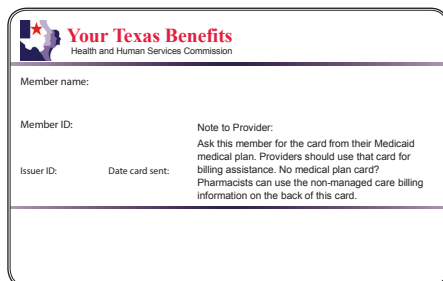 Your Texas Benefits
Health and Human Services Commission
Member name:
Member ID:
Note to Provider:
Ask this member for the card from their Medicaid
medical plan. Providers should use that card for
billing assistance. No medical plan card?
Pharmacists can use the non-managed care billing
information on the back of this card.
Issuer ID:
Date card sent: